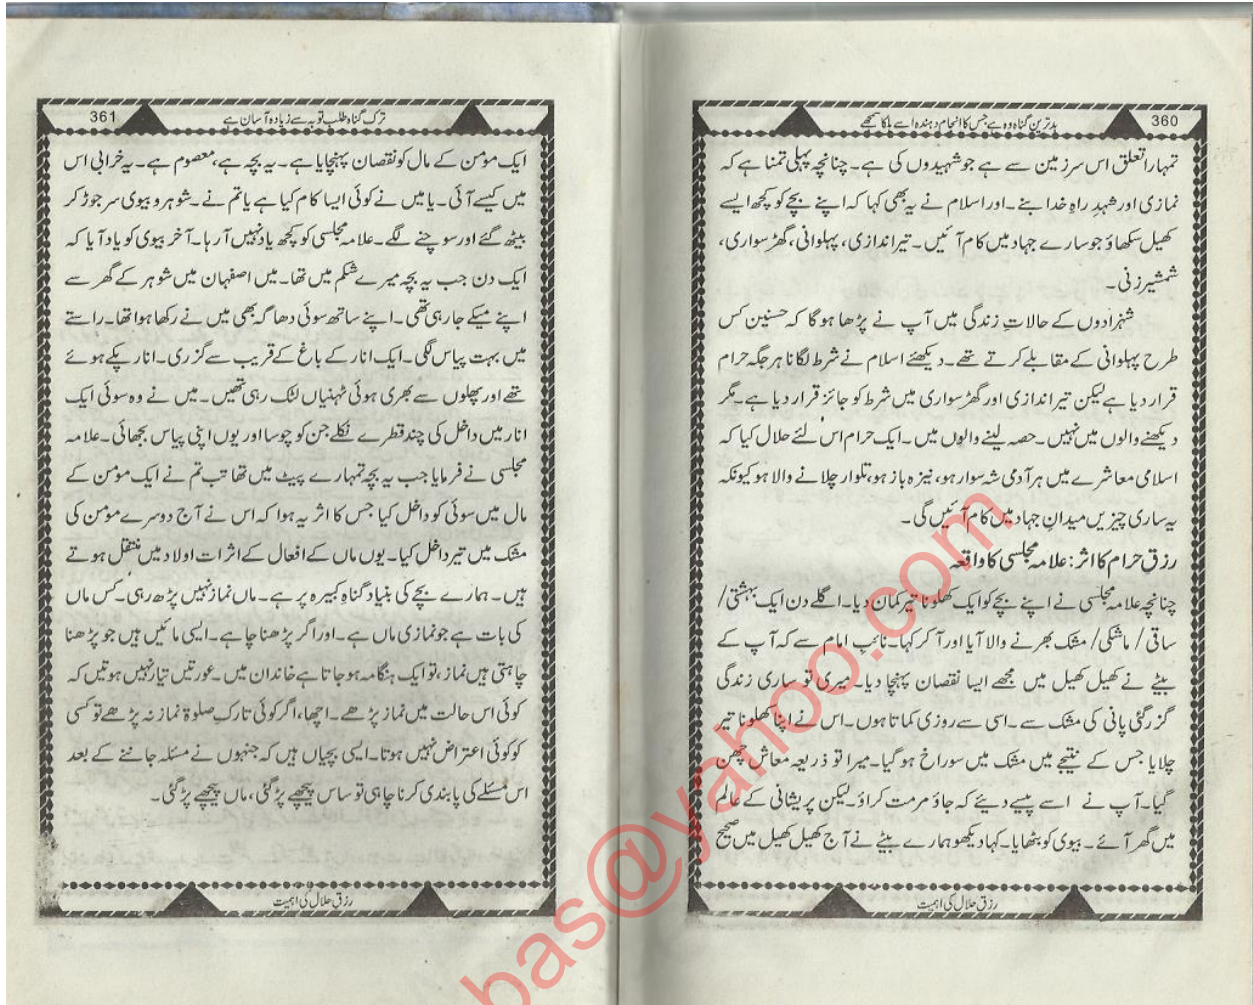 360
بدترین گناہ وہ ہے جس کا انجام دہندہ اسے ہلکا سمجھے
تمہارا تعلق اس سرزمین سے ہے جو شہیدوں کی ہے۔ چنانچہ پہلی تمنا ہے کہ
نمازی اور شہدِ راہِ خدا بنے۔ اور اسلام نے یہ بھی کہا کہ اپنے بچے کو کچھ ایسے
کھیل سکھاؤ جو سارے جہاد میں کام آئیں۔ تیر اندازی، پہلوانی، گھڑ سواری،
شمشیر زنی۔
شہزادوں کے حالاتِ زندگی میں آپ نے پڑھا ہوگا کہ حسنین کس
طرح پہلوانی کے مقابلے کرتے تھے۔ دیکھئے اسلام نے شرط لگانا ہر جگہ حرام
قرار دیا ہے لیکن تیر اندازی اور گھڑ سواری میں شرط کو جائز قرار دیا ہے۔ مگر
دیکھنے والوں میں نہیں۔ حصہ لینے والوں میں۔ ایک حرام اس لئے حلال کیا کہ
اسلامی معاشرے میں ہر آدمی شہ سوار ہو، نیزہ باز ہو، تلوار چلانے والا ہو کیونکہ
یہ ساری چیزیں میدانِ جہاد میں کام آئیں گی۔
رزقِ حرام کا اثر: علامہ مجلسی کا واقعہ
چنانچہ علامہ مجلسی نے اپنے بچے کو ایک کھلونا تیر کمان دیا۔ اگلے دن ایک بہشتی/
ساقی/ ماشکی/ مشک بھرنے والا آیا اور آ کر کہا۔ نائب امام سے کہ آپ کے
بیٹے نے کھیل کھیل میں مجھے ایسا نقصان پہنچا دیا۔ میری تو ساری زندگی
گزر گئی پانی کی مشک سے۔ اسی سے روزی کماتا ہوں۔ اس نے اپنا کھلونا تیر
چلایا جس کے نتیجے میں مشک میں سوراخ ہو گیا۔ میرا تو ذریعہ معاش چھن
گیا۔ آپ نے اسے پیسے دیئے کہ جاؤ مرمت کراؤ۔ لیکن پریشانی کے عالم
میں گھر آئے۔ بیوی کو بٹھایا۔ کہا دیکھو ہمارے بیٹے نے آج کھیل کھیل میں صحیح
رزق حلال کی اہمیت
361
ترک گناہ طلب توبہ سے زیادہ آسان ہے
ایک مؤمن کے مال کو نقصان پہنچایا ہے۔ یہ بچہ ہے، معصوم ہے۔ یہ خرابی اس
میں کیسے آئی۔ یا میں نے کوئی ایسا کام کیا ہے یا تم نے۔ شوہر و بیوی سر جوڑ کر
بیٹھ گئے اور سوچنے لگے۔ علامہ مجلسی کو کچھ یاد نہیں آ رہا۔ آخر بیوی کو یاد آیا کہ
ایک دن جب یہ بچہ میرے شکم میں تھا۔ میں اصفہان میں شوہر کے گھر سے
اپنے میکے جا رہی تھی۔ اپنے ساتھ سوئی دھاگہ بھی میں نے رکھا ہوا تھا۔ راستے
میں بہت پیاس لگی۔ ایک انار کے باغ کے قریب سے گزری۔ انار پکے ہوئے
تھے اور پھلوں سے بھری ہوئی ٹہنیاں لٹک رہی تھیں۔ میں نے وہ سوئی ایک
انار میں داخل کی چند قطرے نکلے جن کو چوسا اور یوں اپنی پیاس بجھائی۔ علامہ
مجلسی نے فرمایا جب یہ بچہ تمہارے پیٹ میں تھا تب تم نے ایک مومن کے
مال میں سوئی کو داخل کیا جس کا اثر یہ ہوا کہ اس نے آج دوسرے مومن کی
مشک میں تیر داخل کیا۔ یوں ماں کے افعال کے اثرات اولاد میں منتقل ہوتے
ہیں۔ ہمارے بچے کی بنیاد گناہِ کبیرہ پر ہے۔ ماں نماز نہیں پڑھ رہی۔ کس ماں
کی بات ہے جو نمازی ماں ہے۔ اور اگر پڑھنا چاہے۔ ایسی مائیں ہیں جو پڑھنا
چاہتی ہیں نماز، تو ایک ہنگامہ ہو جاتا ہے خاندان میں۔ عورتیں تیار نہیں ہوتیں کہ
کوئی اس حالت میں نماز پڑھے۔ اچھا، اگر کوئی تارکِ صلوٰۃ نماز نہ پڑھے تو کسی
کو کوئی اعتراض نہیں ہوتا۔ ایسی بچیاں ہیں کہ جنہوں نے مسئلہ جاننے کے بعد
اس مسئلے کی پابندی کرنا چاہی تو ساس پیچھے پڑ گئی، ماں پیچھے پڑ گئی۔
رزق حلال کی اہمیت
bas@yahoo.com